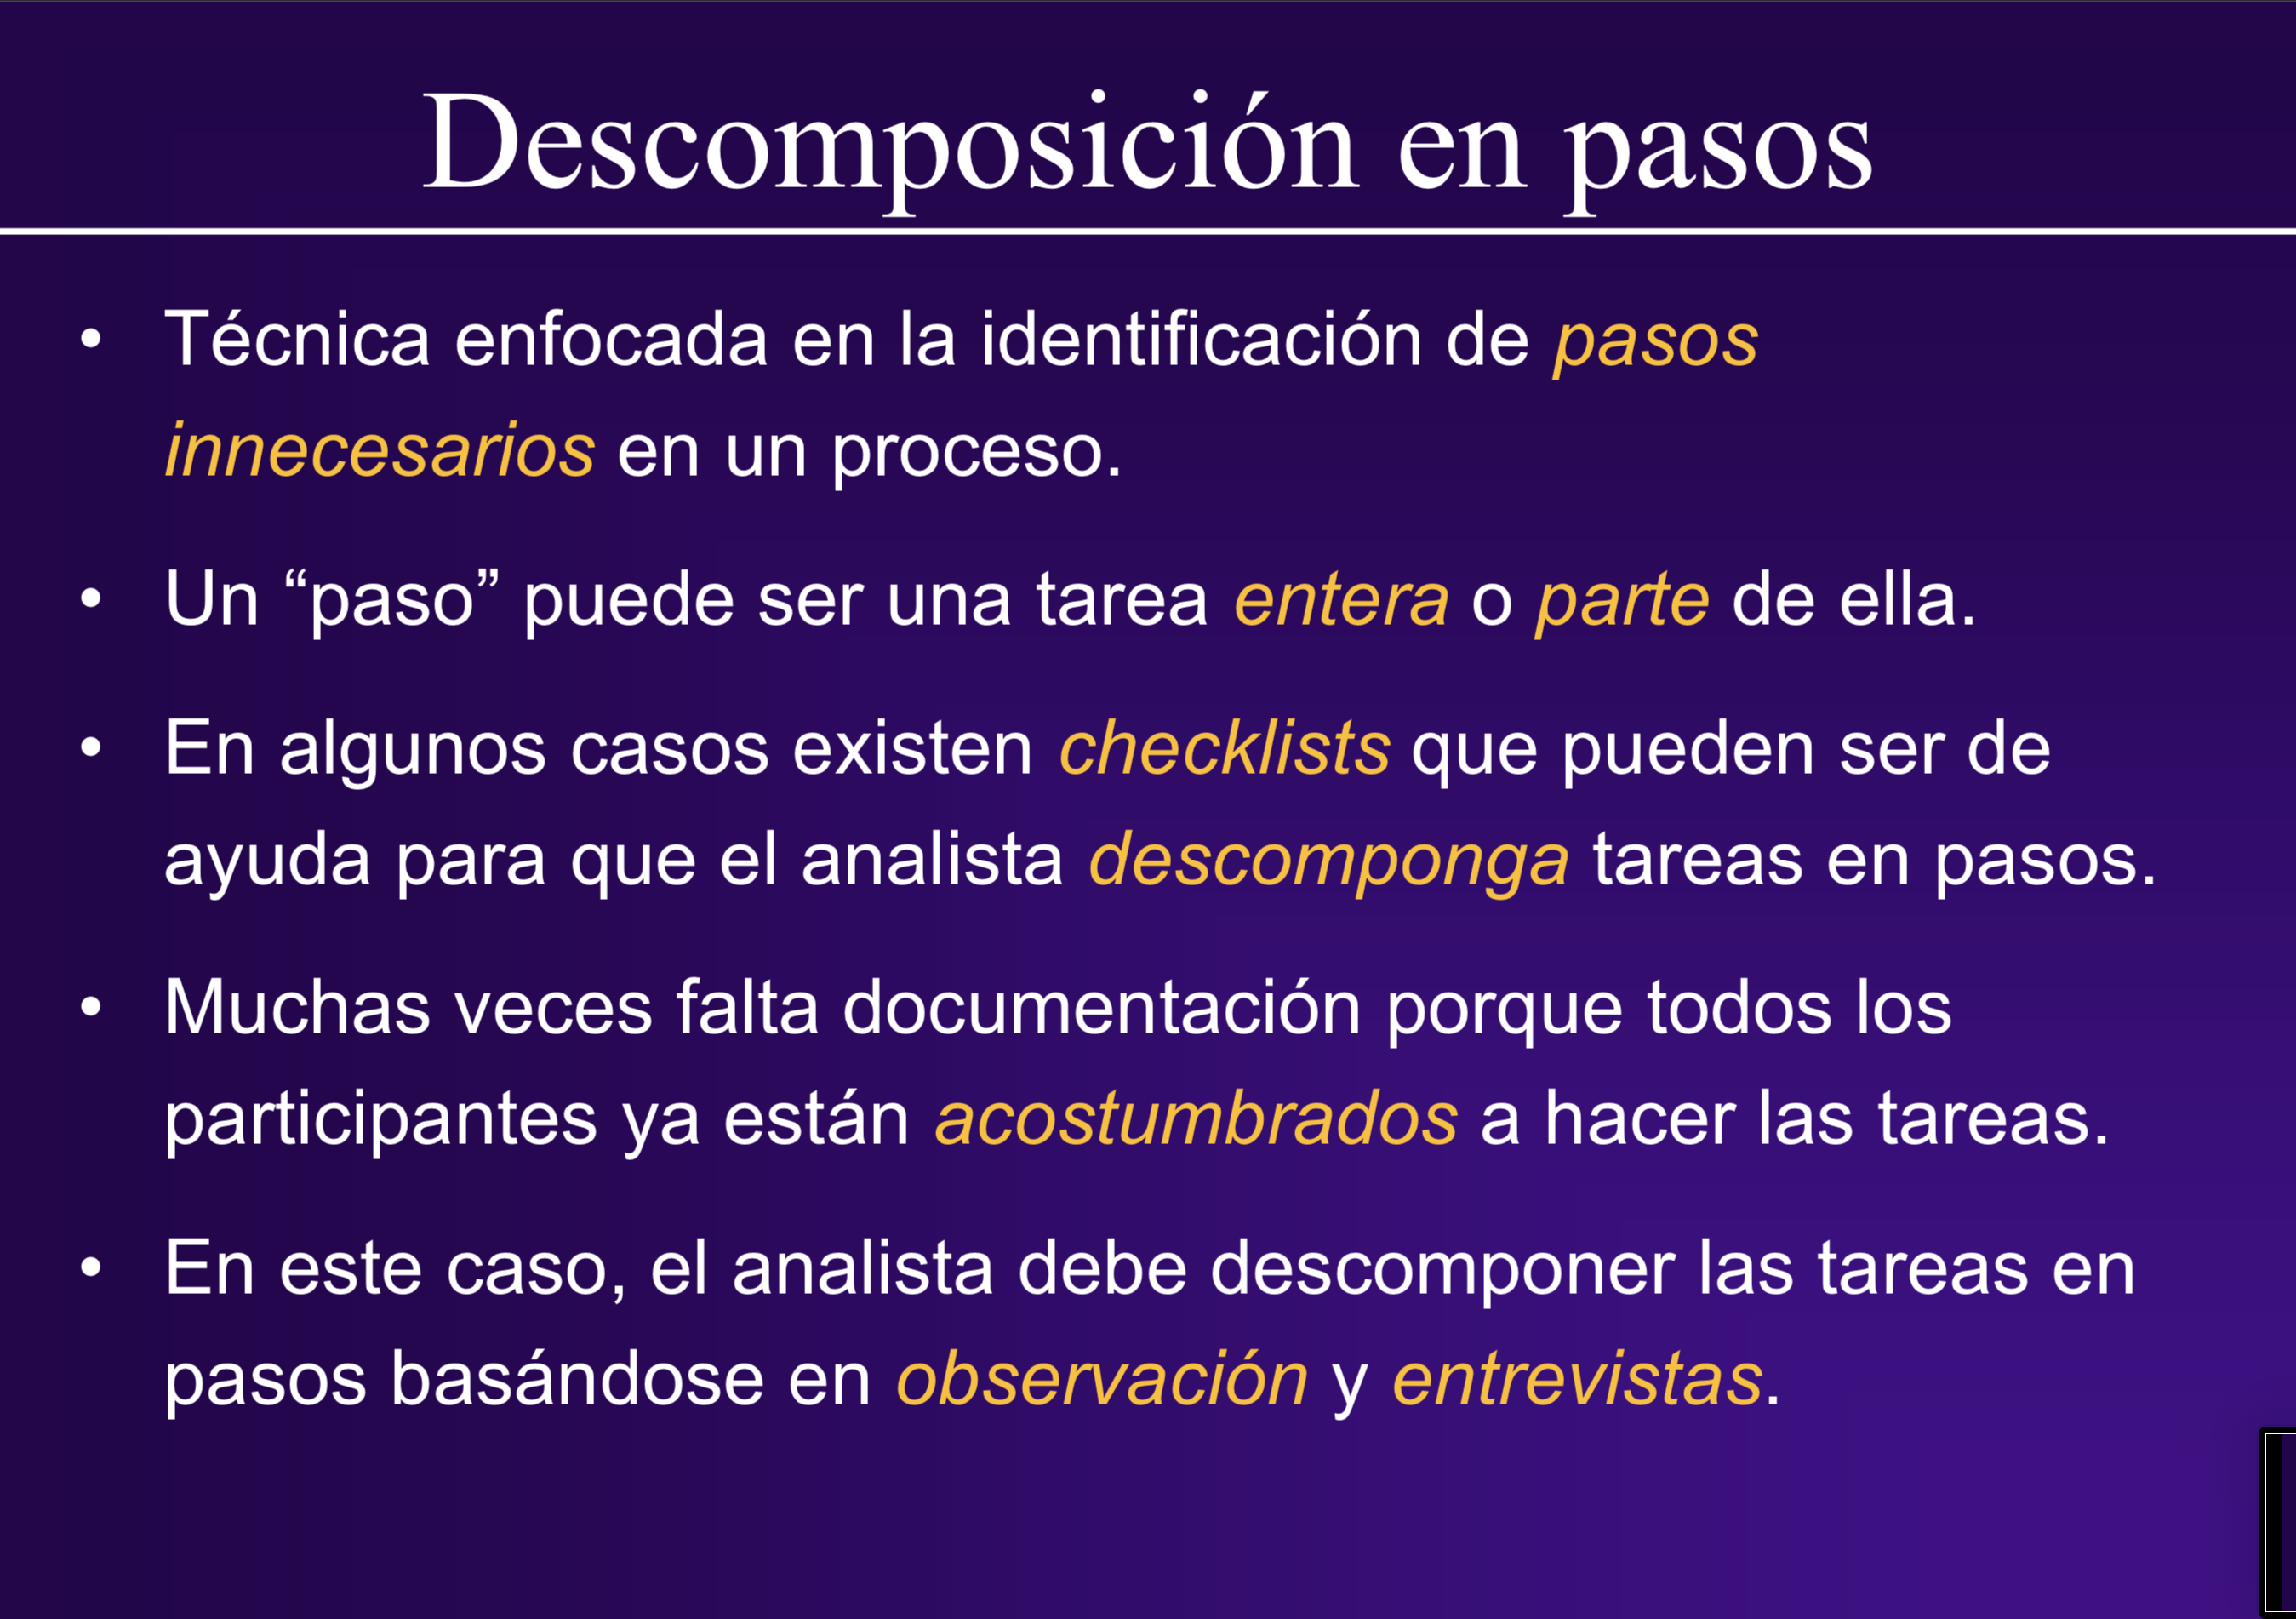 Descomposición en pasos
• Técnica enfocada en la identificación de pasos
innecesarios en un proceso.
• Un “paso” puede ser una tarea entera o parte de ella.
• En algunos casos existen checklists que pueden ser de
ayuda para que el analista descomponga tareas en pasos.
• Muchas veces falta documentación porque todos los
participantes ya están acostumbrados a hacer las tareas.
• En este caso, el analista debe descomponer las tareas en
pasos basándose en observación y entrevistas.